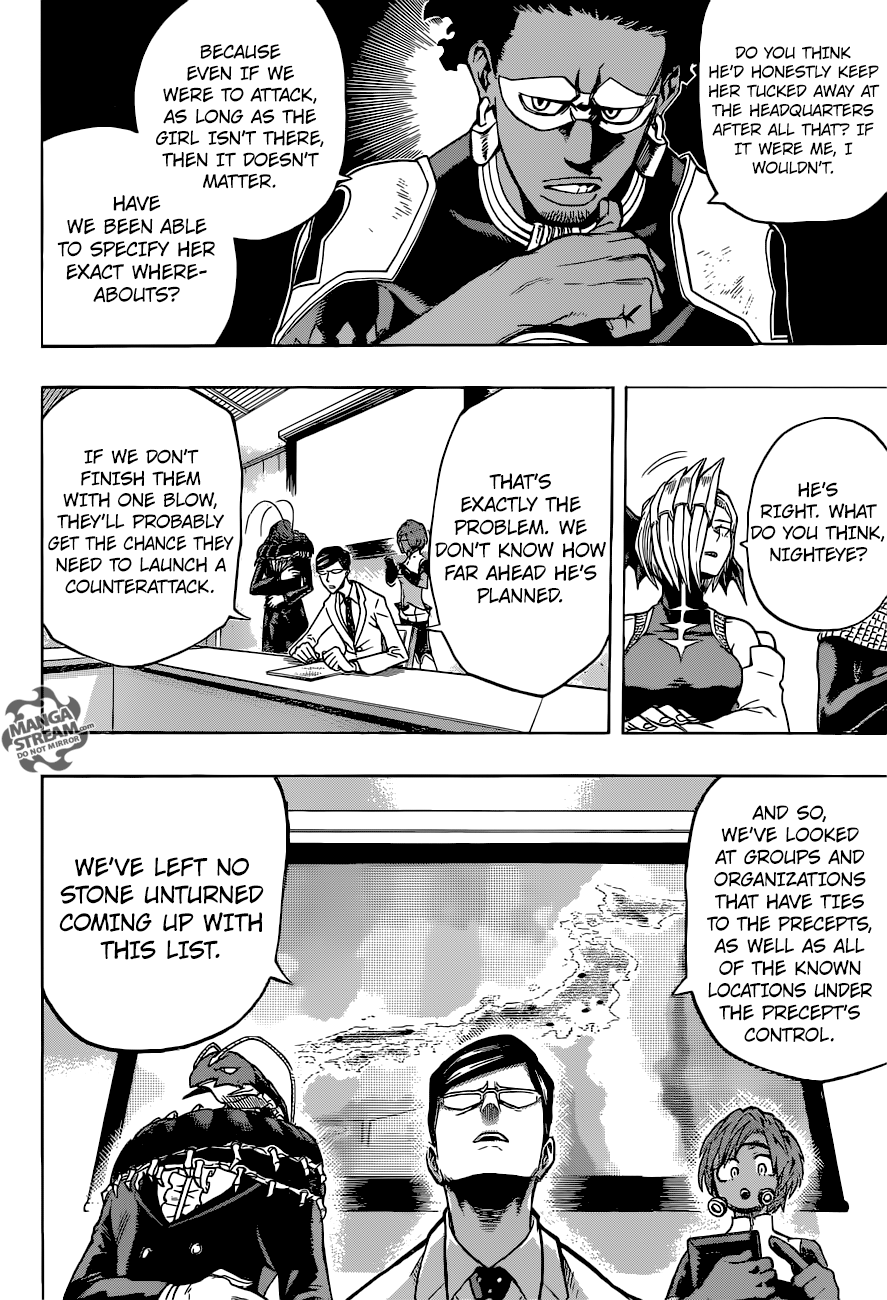 DO YOU THINK
HE'D HONESTLY KEEP
HER TUCKED AWAY AT
THE HEADQUARTERS
AFTER ALL THAT? IF
IT WERE ME, I
WOULDN'T.
BECAUSE
EVEN IF WE
WERE TO ATTACK,
AS LONG AS THE
GIRL ISN'T THERE,
THEN IT DOESN'T
MATTER.
HAVE
WE BEEN ABLE
TO SPECIFY HER
EXACT WHERE-
ABOUTS?
HE'S
RIGHT. WHAT
DO YOU THINK,
NIGHTEYE?
THAT'S
EXACTLY THE
PROBLEM. WE
DON'T KNOW HOW
FAR AHEAD HE'S
PLANNED.
IF WE DON'T
FINISH THEM
WITH ONE BLOW,
THEY'LL PROBABLY
GET THE CHANCE THEY
NEED TO LAUNCH A
COUNTERATTACK.
MANGA
STREAM.com
DO NOT MIRROR
AND SO,
WE'VE LOOKED
AT GROUPS AND
ORGANIZATIONS
THAT HAVE TIES
TO THE PRECEPTS,
AS WELL AS ALL
OF THE KNOWN
LOCATIONS UNDER
THE PRECEPT'S
CONTROL.
WE'VE LEFT NO
STONE UNTURNED
COMING UP WITH
THIS LIST.